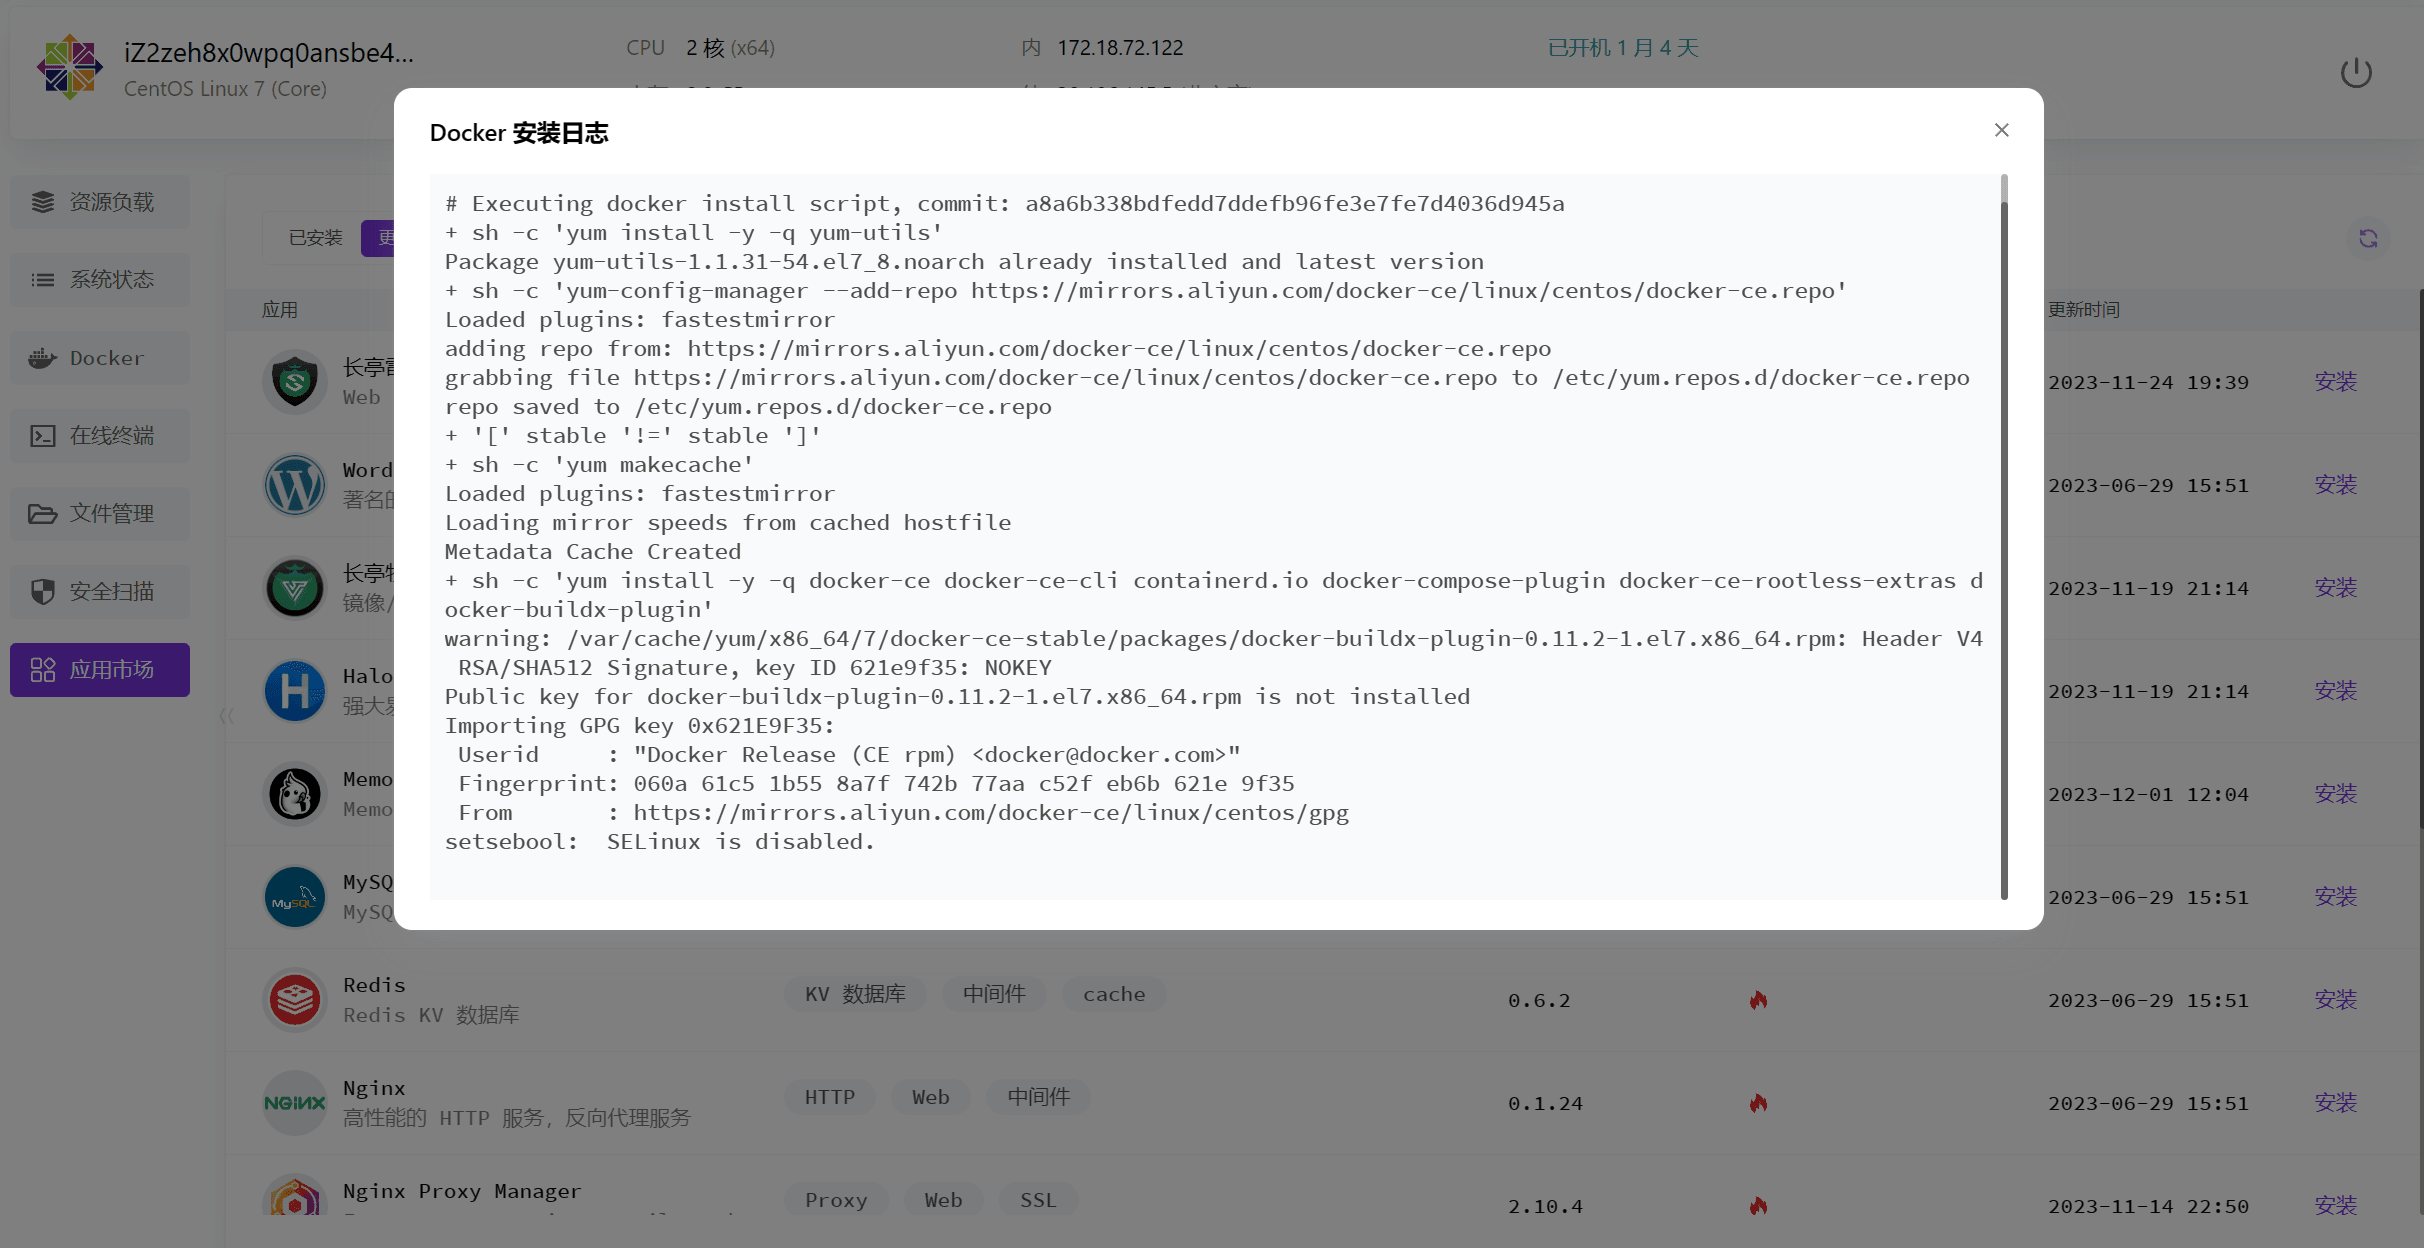 iZ2zeh8x0wpq0ansbe4...
CentOS Linux 7 (Core)
CPU 2 核 (x64)
内 172.18.72.122
已开机 1 月 4 天
资源负载
系统状态
Docker
在线终端
文件管理
安全扫描
应用市场
已安装
应用
更新时间
Docker 安装日志
# Executing docker install script, commit: a8a6b338bdfedd7ddefb96fe3e7fe7d4036d945a
+ sh -c 'yum install -y -q yum-utils'
Package yum-utils-1.1.31-54.el7_8.noarch already installed and latest version
+ sh -c 'yum-config-manager --add-repo https://mirrors.aliyun.com/docker-ce/linux/centos/docker-ce.repo'
Loaded plugins: fastestmirror
adding repo from: https://mirrors.aliyun.com/docker-ce/linux/centos/docker-ce.repo
grabbing file https://mirrors.aliyun.com/docker-ce/linux/centos/docker-ce.repo to /etc/yum.repos.d/docker-ce.repo
repo saved to /etc/yum.repos.d/docker-ce.repo
+ '[' stable '!=' stable ']'
+ sh -c 'yum makecache'
Loaded plugins: fastestmirror
Loading mirror speeds from cached hostfile
Metadata Cache Created
+ sh -c 'yum install -y -q docker-ce docker-ce-cli containerd.io docker-compose-plugin docker-ce-rootless-extras d
ocker-buildx-plugin'
warning: /var/cache/yum/x86_64/7/docker-ce-stable/packages/docker-buildx-plugin-0.11.2-1.el7.x86_64.rpm: Header V4
RSA/SHA512 Signature, key ID 621e9f35: NOKEY
Public key for docker-buildx-plugin-0.11.2-1.el7.x86_64.rpm is not installed
Importing GPG key 0x621E9F35:
Userid     : "Docker Release (CE rpm) <docker@docker.com>"
Fingerprint: 060a 61c5 1b55 8a7f 742b 77aa c52f eb6b 621e 9f35
From       : https://mirrors.aliyun.com/docker-ce/linux/centos/gpg
setsebool:  SELinux is disabled.
长亭
Web
2023-11-24 19:39 安装
Word
著名的
2023-06-29 15:51 安装
长亭牧
镜像/
2023-11-19 21:14 安装
Halo
强大易
2023-11-19 21:14 安装
Memo
Memo
2023-12-01 12:04 安装
MySQL
MySQ
MySQ
2023-06-29 15:51 安装
Redis
Redis KV 数据库
KV 数据库 中间件 cache
0.6.2
2023-06-29 15:51 安装
NGINX
Nginx
高性能的 HTTP 服务，反向代理服务
HTTP Web 中间件
0.1.24
2023-06-29 15:51 安装
Nginx Proxy Manager
Proxy Web SSL
2.10.4
2023-11-14 22:50 安装